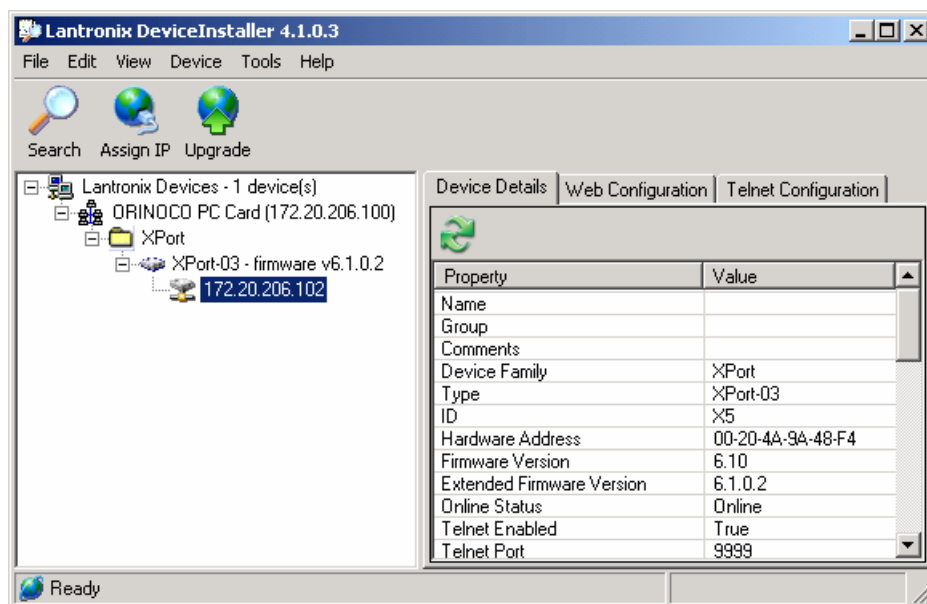 Lantronix DeviceInstaller 4.1.0.3
File Edit View Device Tools Help
Search Assign IP Upgrade
Lantronix Devices - 1 device(s)
ORINOCO PC Card (172.20.206.100)
XPort
XPort-03 - firmware v6.1.0.2
172.20.206.102
Device Details Web Configuration Telnet Configuration
Property Value
Name
Group
Comments
Device Family XPort
Type XPort-03
ID X5
Hardware Address 00-20-4A-9A-48-F4
Firmware Version 6.10
Extended Firmware Version 6.1.0.2
Online Status Online
Telnet Enabled True
Telnet Port 9999
Ready